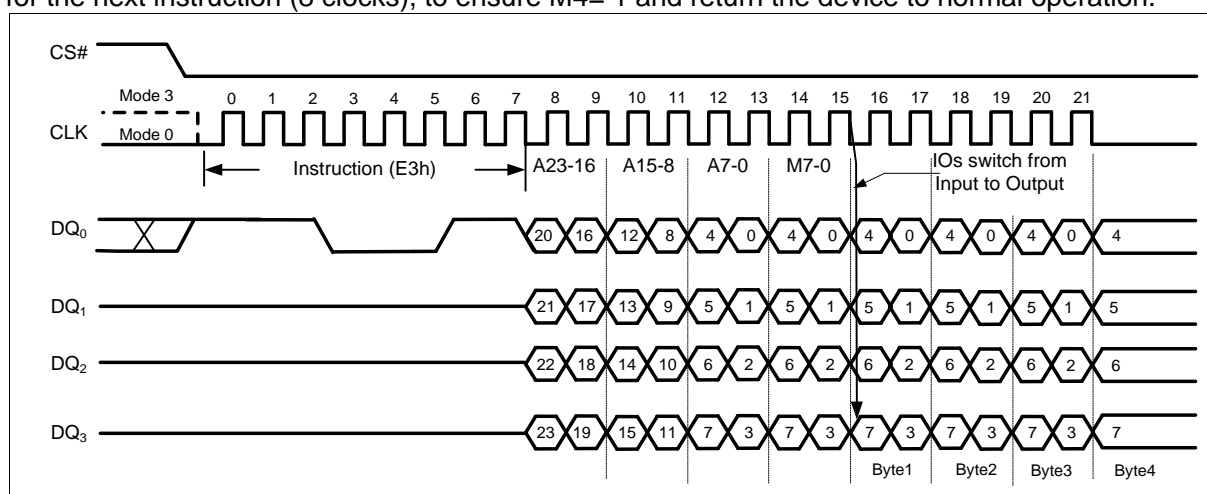 for the next instruction (8 clocks), to ensure M4= 1 and return the device to normal operation.
CS#
Mode 3
0 1 2 3 4 5 6 7 8 9 10 11 12 13 14 15 16 17 18 19 20 21
CLK
Mode 0
Instruction (E3h) A23-16 A15-8 A7-0 M7-0 IOs switch from
Input to Output
DQ0 20 16 12 8 4 0 4 0 4 0 4 0 4 0 4
DQ1 21 17 13 9 5 1 5 1 5 1 5 1 5 1 5
DQ2 22 18 14 10 6 2 6 2 6 2 6 2 6 2 6
DQ3 23 19 15 11 7 3 7 3 7 3 7 3 7 3 7
Byte1 Byte2 Byte3 Byte4